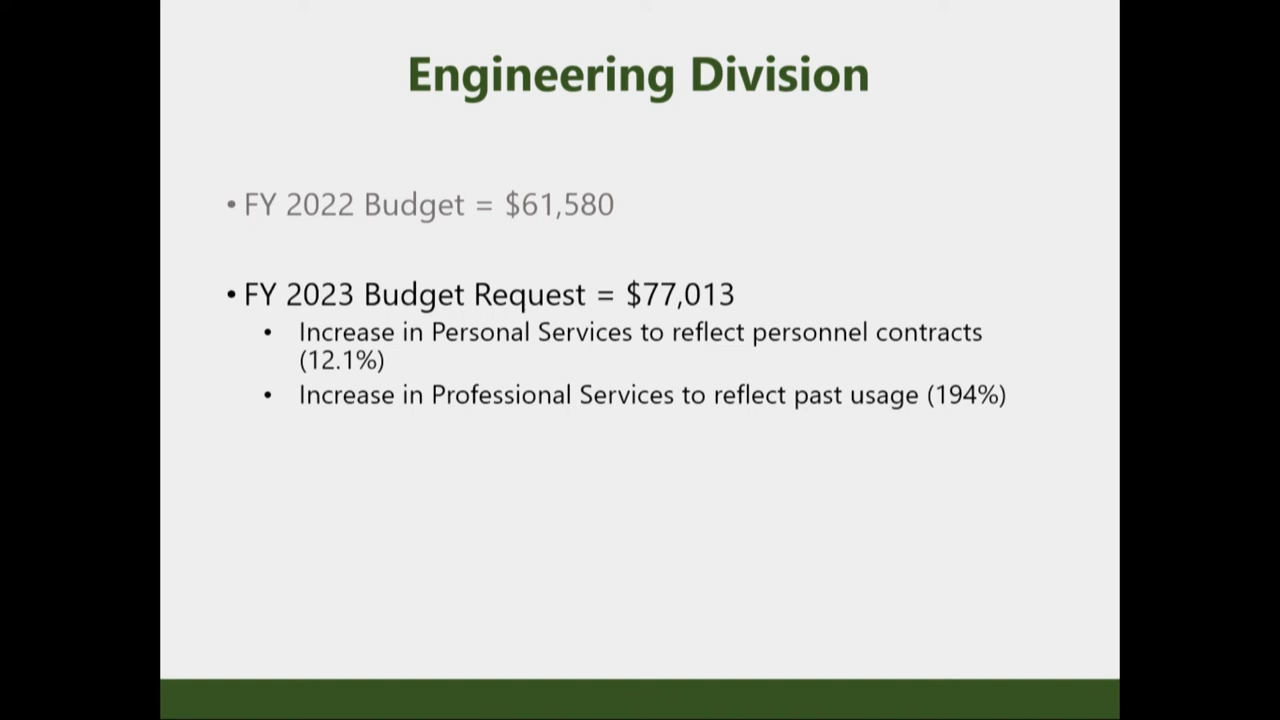 Engineering Division
• FY 2022 Budget = $61,580
• FY 2023 Budget Request = $77,013
• Increase in Personal Services to reflect personnel contracts
(12.1%)
• Increase in Professional Services to reflect past usage (194%)